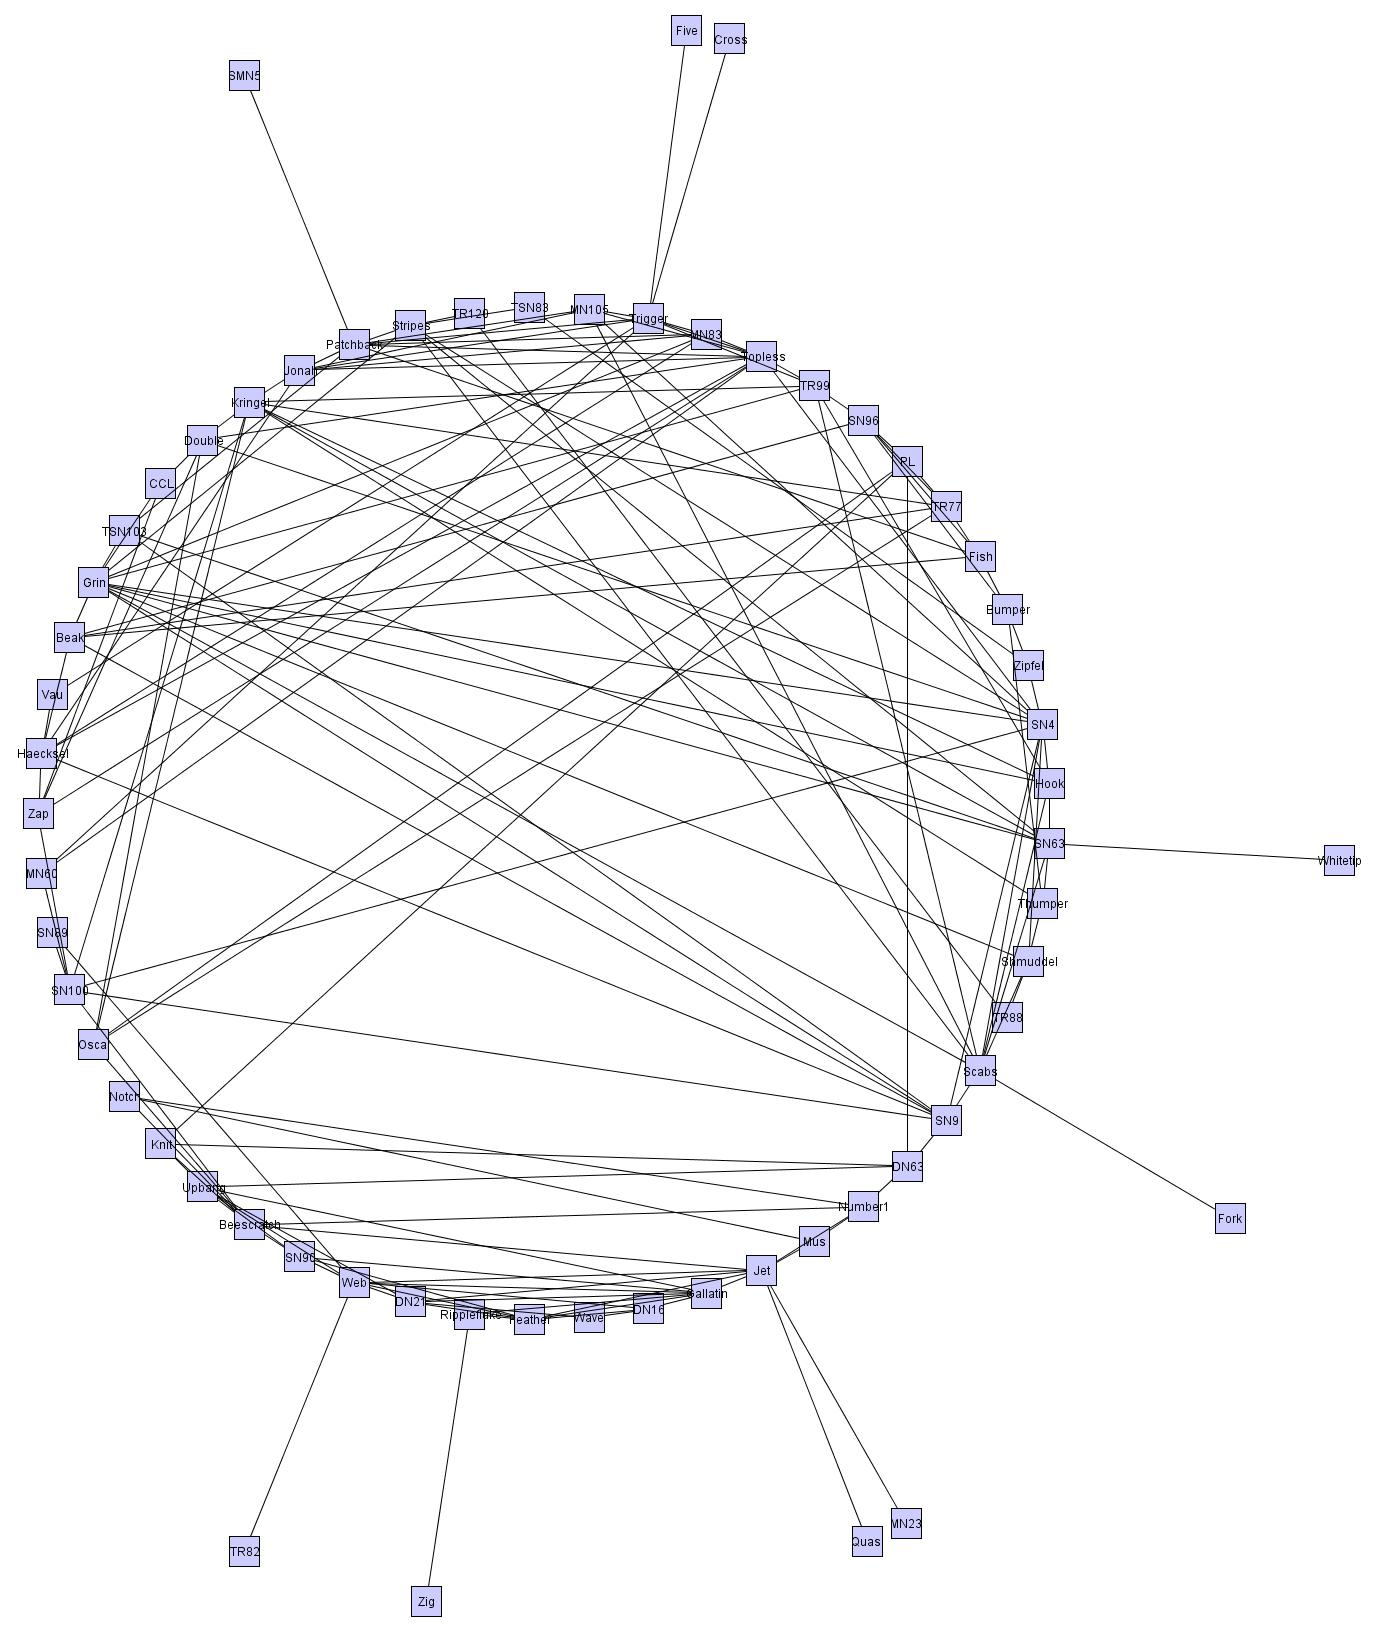 Five
Cross
SMN5
TSN83
MN105
TR120
Trigger
Stripes
MN83
Patchback
Topless
Jonah
TR99
Kringel
SN96
Double
PL
CCL
TR77
TSN103
Fish
Grin
Bumper
Beak
Zipfel
Vau
SN4
Haecksel
Hook
Zap
SN63
Whitetip
MN60
Thumper
SN89
Shmuddel
SN100
TR88
Osca
Scabs
Notch
SN9
Knit
DN63
Upbang
Number1
Fork
Beescratch
Mus
SN90
Jet
Web
Gallatin
DN21
DN16
Ripplefluke
Wave
Feather
MN23
Quas
TR82
Zig